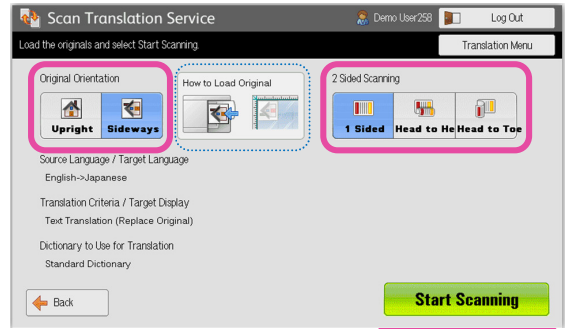 Scan Translation Service
Demo User258
Log Out
Load the originals and select Start Scanning.
Translation Menu
Original Orientation
How to Load Original
2 Sided Scanning
Upright
Sideways
1 Sided
Head to He
Head to Toe
Source Language / Target Language
English->Japanese
Translation Criteria / Target Display
Text Translation (Replace Original)
Dictionary to Use for Translation
Standard Dictionary
Back
Start Scanning